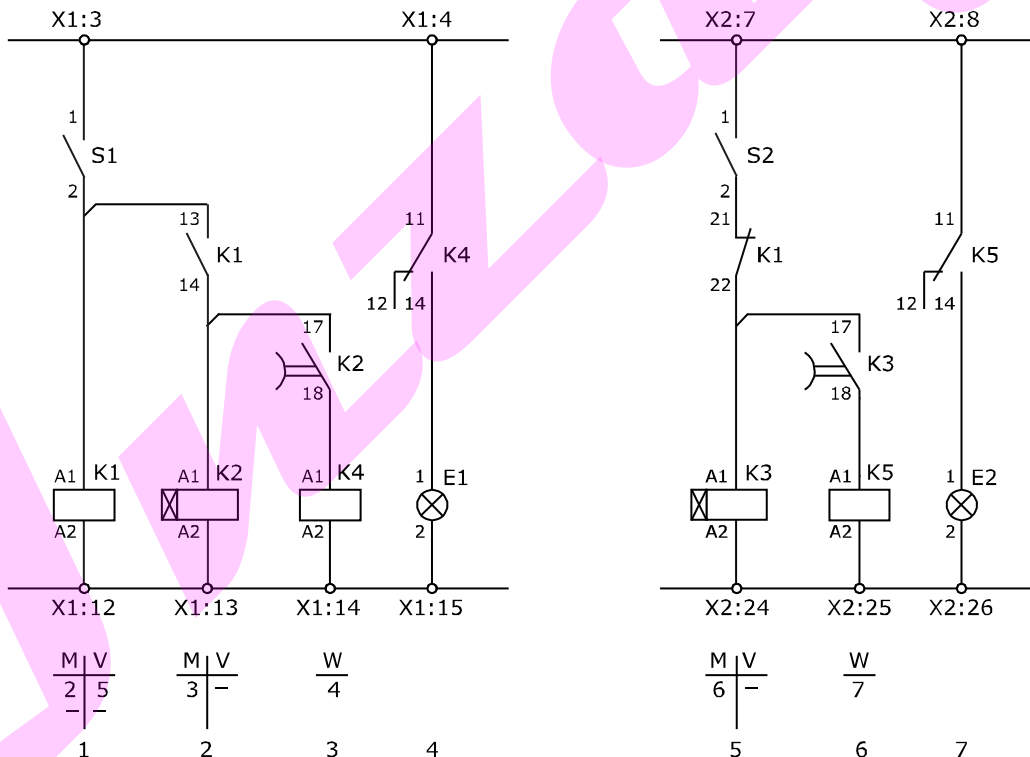 X1:3 X1:4 X2:7 X2:8
1 1
S1 S2
2 2
13 11 21 11
K1 K4 K1 K5
14 12 14 22 12 14
17 17
K2 K3
18 18
A1 K1 A1 K2 A1 K4 1 E1 A1 K3 A1 K5 1 E2
A2 A2 A2 2 A2 A2 2
X1:12 X1:13 X1:14 X1:15 X2:24 X2:25 X2:26
M V M V W M V W
2 5 3 – 4 6 – 7
– –
1 2 3 4 5 6 7